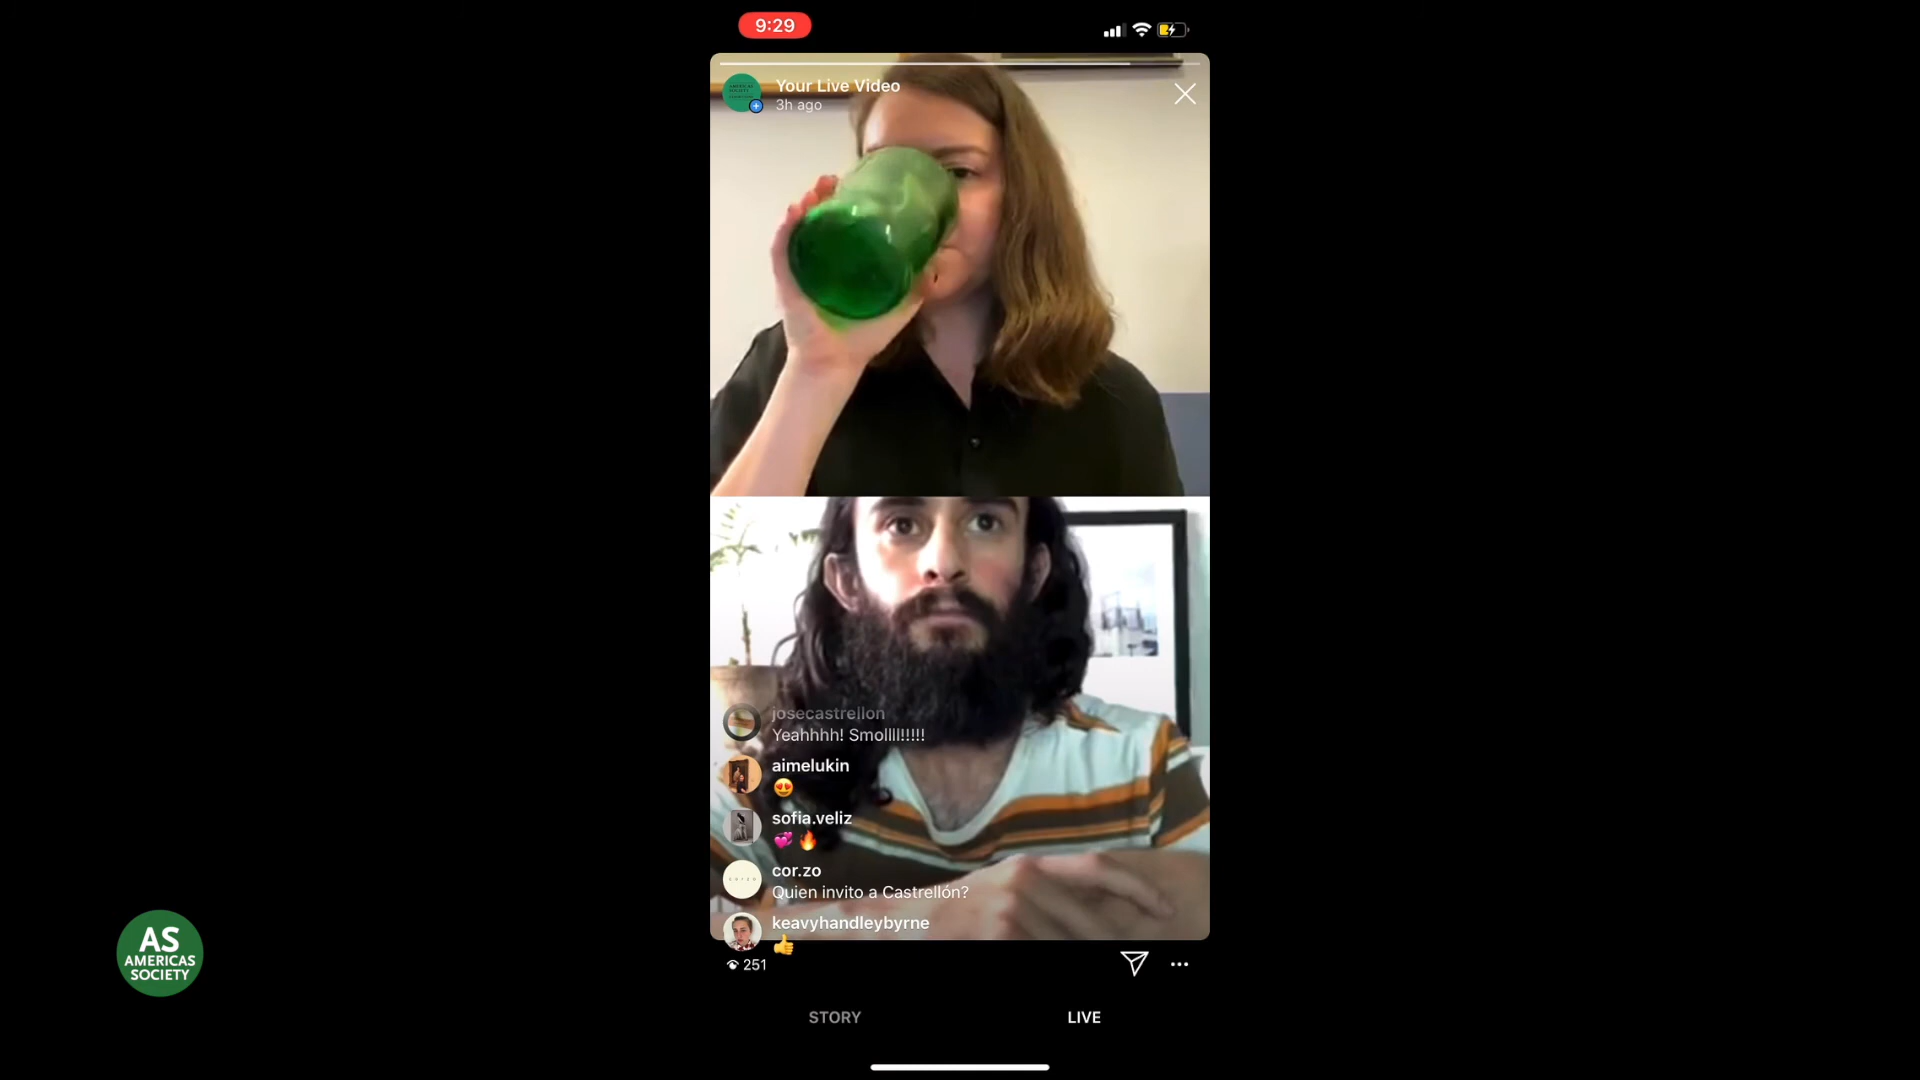 9:29
Your Live Video
3h ago
josecastrellon
Yeahhhh! Smollll!!!!!
aimelukin
sofia.veliz
cor.zo
Quien invito a Castrellón?
keavyhandleybyrne
251
STORY
LIVE
AS
AMERICAS
SOCIETY